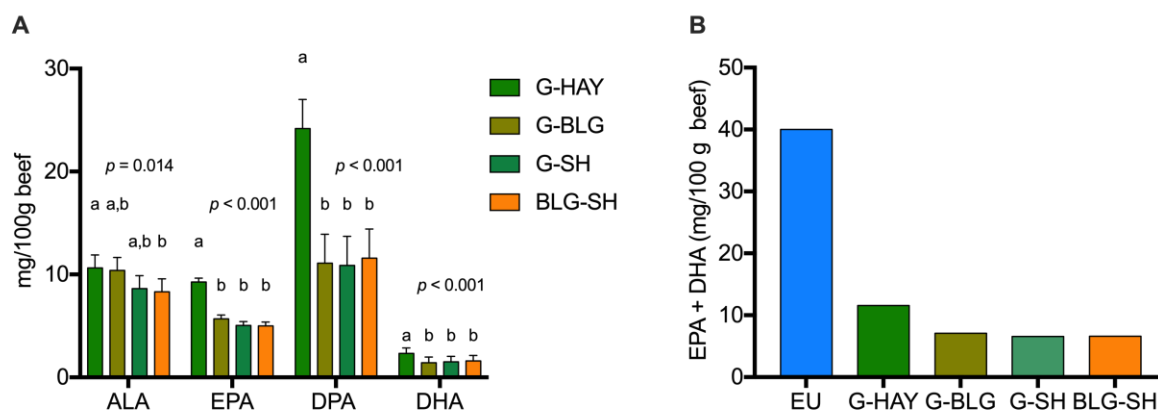 A
mg/100g beef
30
20
10
0
p = 0.014
a a,b
a,b b
p < 0.001
a
b b b
a
p < 0.001
b b b
p < 0.001
a b b b
ALA EPA DPA DHA
G-HAY
G-BLG
G-SH
BLG-SH
B
EPA + DHA (mg/100 g beef)
50
40
30
20
10
0
EU G-HAY G-BLG G-SH BLG-SH